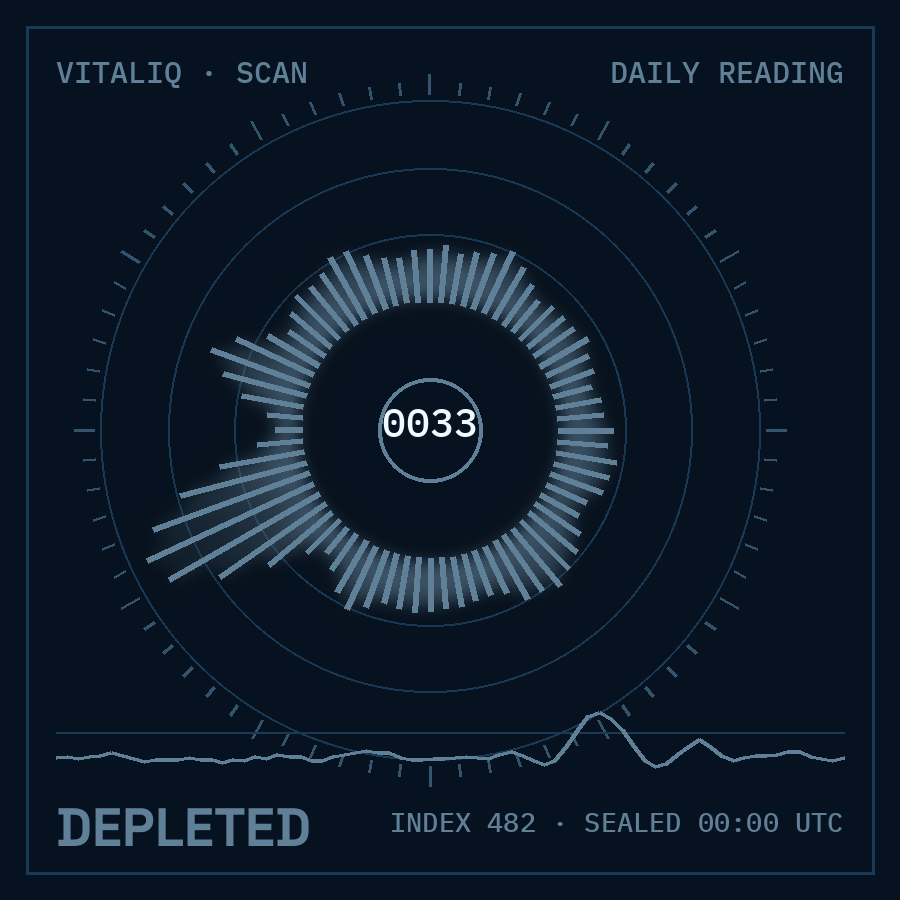 VITALIQ · SCAN
DAILY READING
0033
DEPLETED
INDEX 482 · SEALED 00:00 UTC